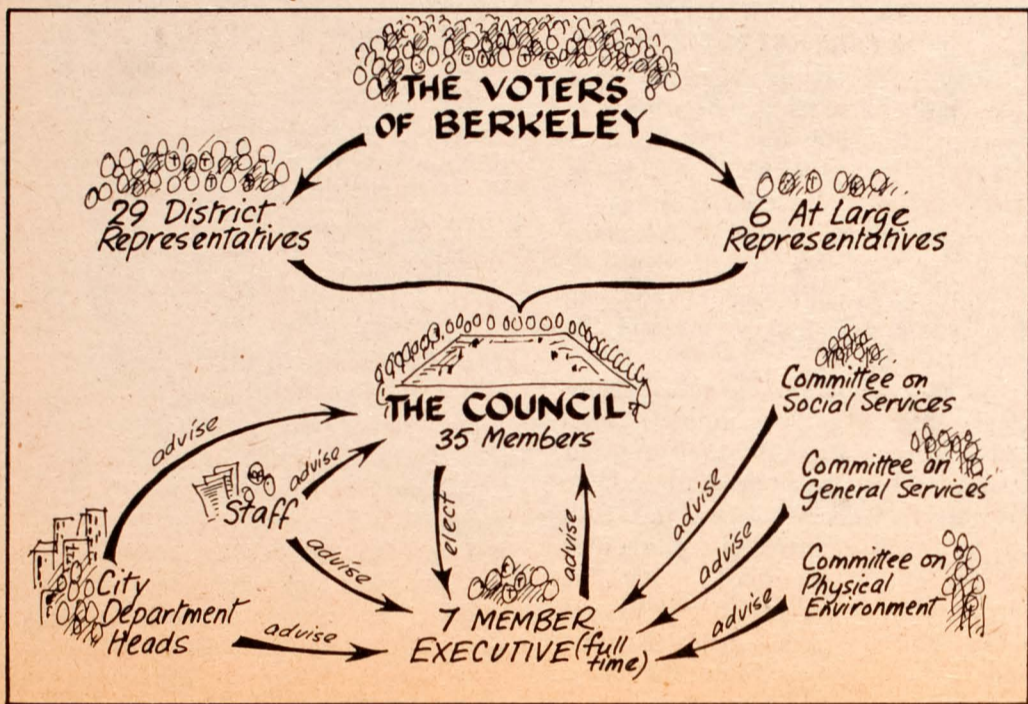 THE VOTERS
OF BERKELEY
29 District
Representatives
6 At Large
Representatives
THE COUNCIL
35 Members
advise
Staff
advise
advise
elect
advise
Committee on
Social Services
advise
Committee on
General Services
advise
Committee on
Physical
Environment
advise
City
Department
Heads
advise
7 MEMBER
EXECUTIVE (full
time)